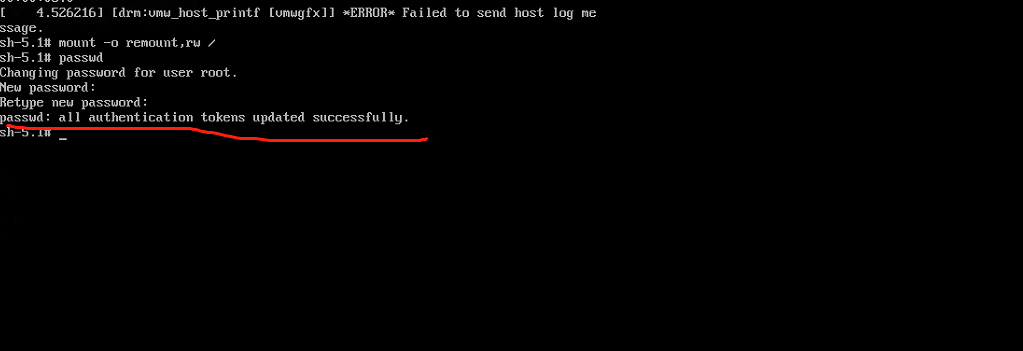 [    4.526216] [drm:vmw_host_printf [vmwgfx]] *ERROR* Failed to send host log me
ssage.
sh-5.1# mount -o remount,rw /
sh-5.1# passwd
Changing password for user root.
New password:
Retype new password:
passwd: all authentication tokens updated successfully.
sh-5.1# _